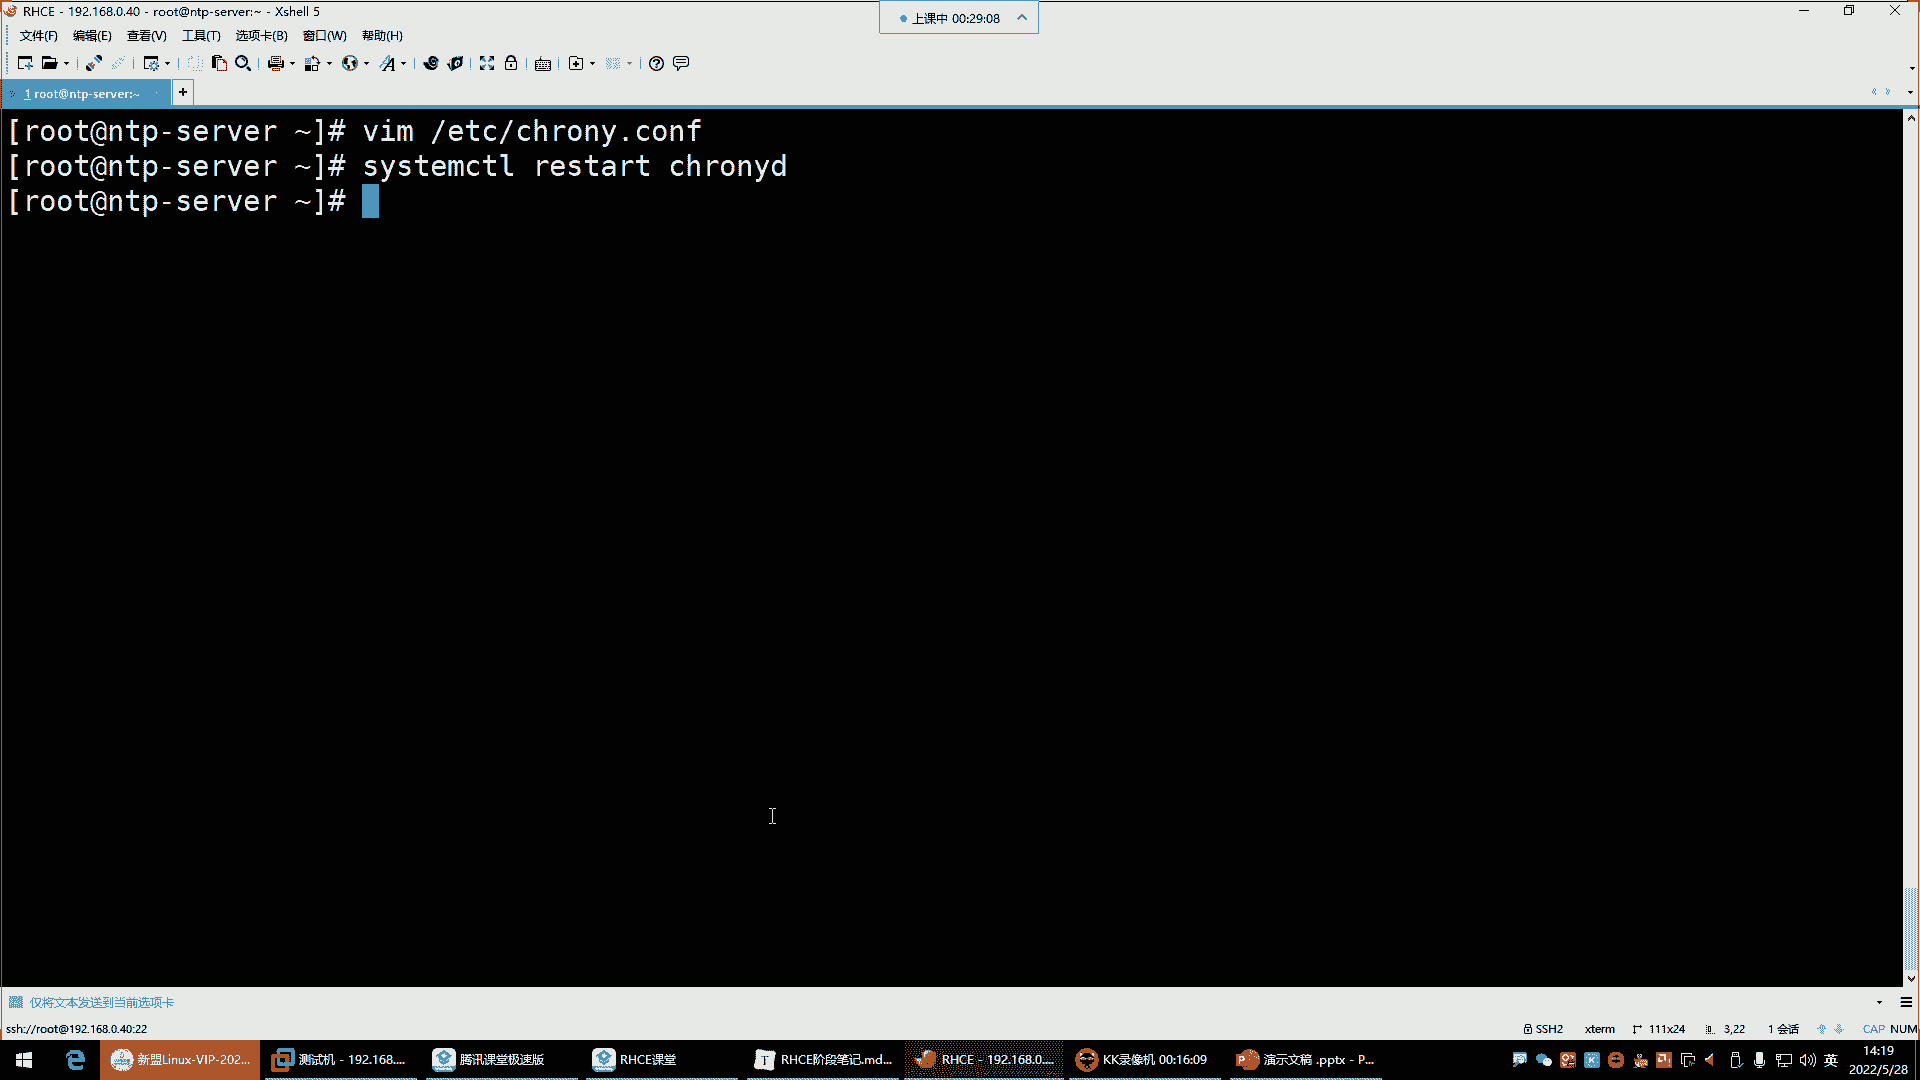 RHCE - 192.168.0.40 - root@ntp-server:~ - Xshell 5
上课中 00:29:08
文件(F) 编辑(E) 查看(V) 工具(T) 选项卡(B) 窗口(W) 帮助(H)
1 root@ntp-server:~
[root@ntp-server ~]# vim /etc/chrony.conf
[root@ntp-server ~]# systemctl restart chronyd
[root@ntp-server ~]#
仅将文本发送到当前选项卡
ssh://root@192.168.0.40:22
SSH2 xterm 111x24 3,22 1 会话 CAP NUM
新盟Linux-VIP-202... 测试机 - 192.168.... 腾讯课堂极速版 RHCE课堂 RHCE阶段笔记.md... RHCE - 192.168.0.... KK录像机 00:16:09 演示文稿 .pptx - P... 英 14:19
2022/5/28